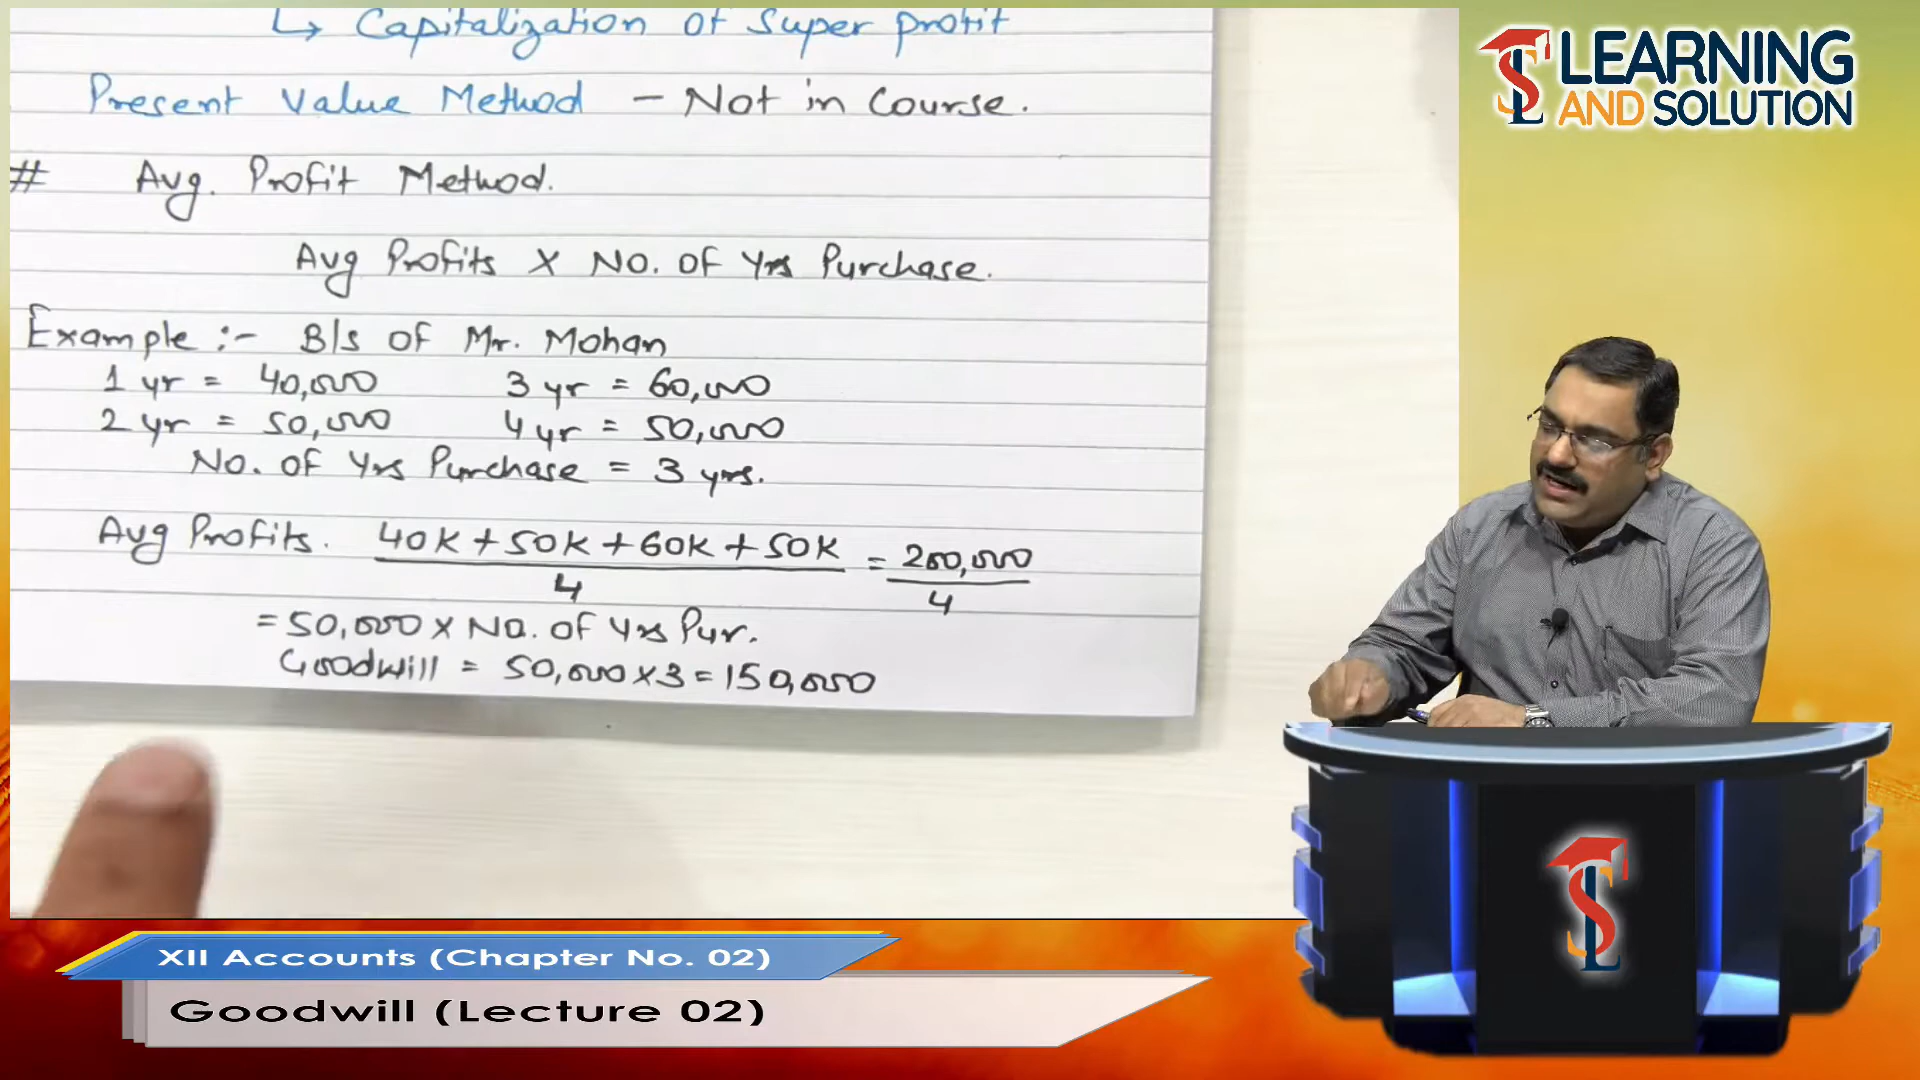 ↳ Capitalization of Super profit
Present Value Method - Not in Course.
# Avg. Profit Method.
Avg Profits X No. of Yrs Purchase.
Example :- B/s of Mr. Mohan
1 yr = 40,000 3 yr = 60,000
2 yr = 50,000 4 yr = 50,000
No. of Yrs Purchase = 3 yrs.
Avg Profits. 40K + 50K + 60K + 50K = 200,000
4 4
= 50,000 x No. of Yrs Pur.
Goodwill = 50,000 x 3 = 150,000
SL LEARNING
AND SOLUTION
SL
XII Accounts (Chapter No. 02)
Goodwill (Lecture 02)